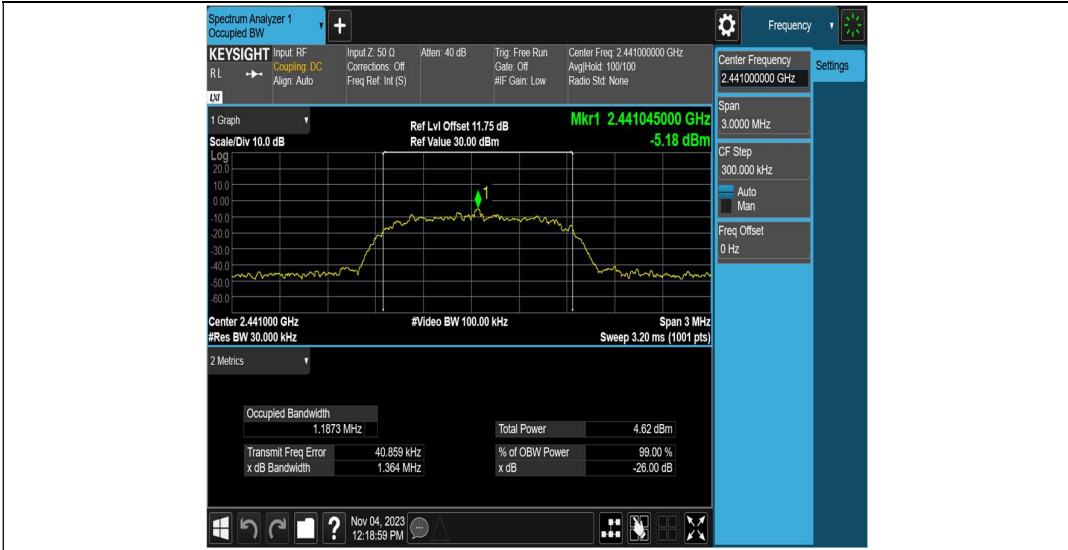 Spectrum Analyzer 1
Occupied BW
+
Frequency
KEYSIGHT
RL
LXI
Input: RF
Coupling: DC
Align: Auto
Input Z: 50 Ω
Corrections: Off
Freq Ref: Int (S)
Atten: 40 dB
Trig: Free Run
Gate: Off
#IF Gain: Low
Center Freq: 2.441000000 GHz
Avg|Hold: 100/100
Radio Std: None
Center Frequency
2.441000000 GHz
Settings
Span
3.0000 MHz
CF Step
300.000 kHz
Auto
Man
Freq Offset
0 Hz
1 Graph
Scale/Div 10.0 dB
Ref Lvl Offset 11.75 dB
Ref Value 30.00 dBm
Mkr1 2.441045000 GHz
-5.18 dBm
Log
20.0
10.0
0.00
-10.0
-20.0
-30.0
-40.0
-50.0
-60.0
1
Center 2.441000 GHz
#Res BW 30.000 kHz
#Video BW 100.00 kHz
Span 3 MHz
Sweep 3.20 ms (1001 pts)
2 Metrics
Occupied Bandwidth
1.1873 MHz
Total Power 4.62 dBm
Transmit Freq Error 40.859 kHz
% of OBW Power 99.00 %
x dB Bandwidth 1.364 MHz
x dB -26.00 dB
?
Nov 04, 2023
12:18:59 PM